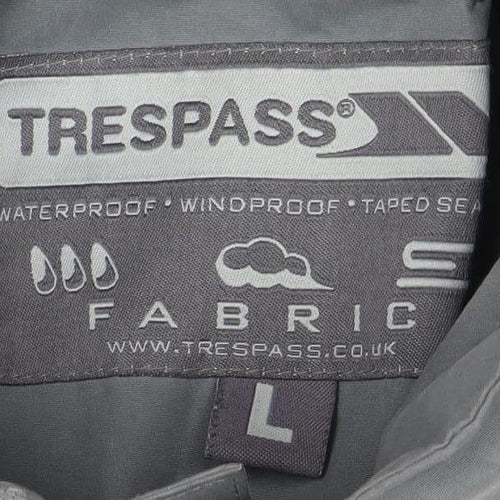 TRESPASS®
WATERPROOF • WINDPROOF • TAPED SEA
FABRIC
WWW.TRESPASS.CO.UK
L